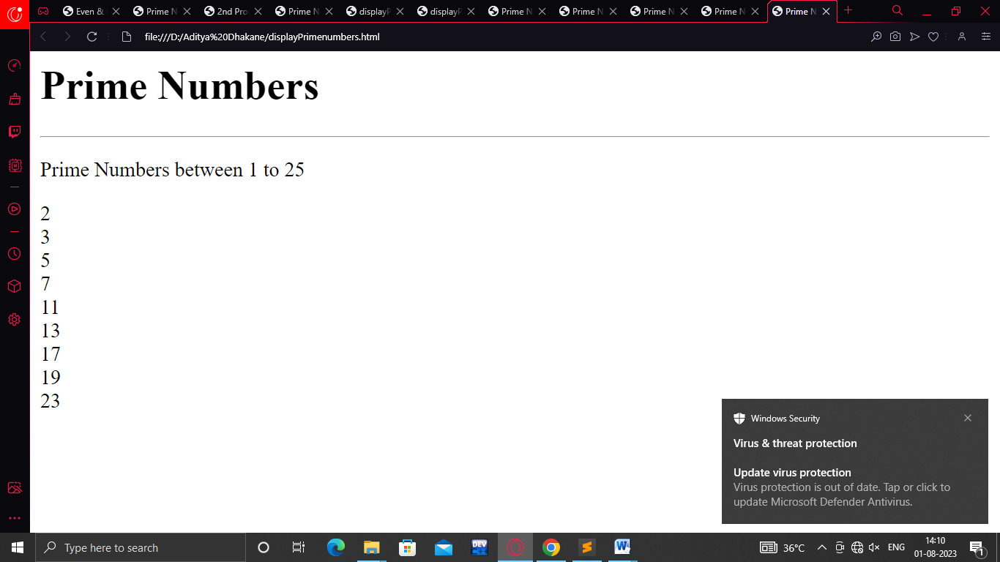 Even &
Prime N
2nd Pro
Prime N
displayP
displayP
Prime N
Prime N
Prime N
Prime N
Prime N
file:///D:/Aditya%20Dhakane/displayPrimenumbers.html
Prime Numbers
Prime Numbers between 1 to 25
2
3
5
7
11
13
17
19
23
Windows Security
Virus & threat protection
Update virus protection
Virus protection is out of date. Tap or click to
update Microsoft Defender Antivirus.
Type here to search
DEV
36°C
ENG
14:10
01-08-2023
1